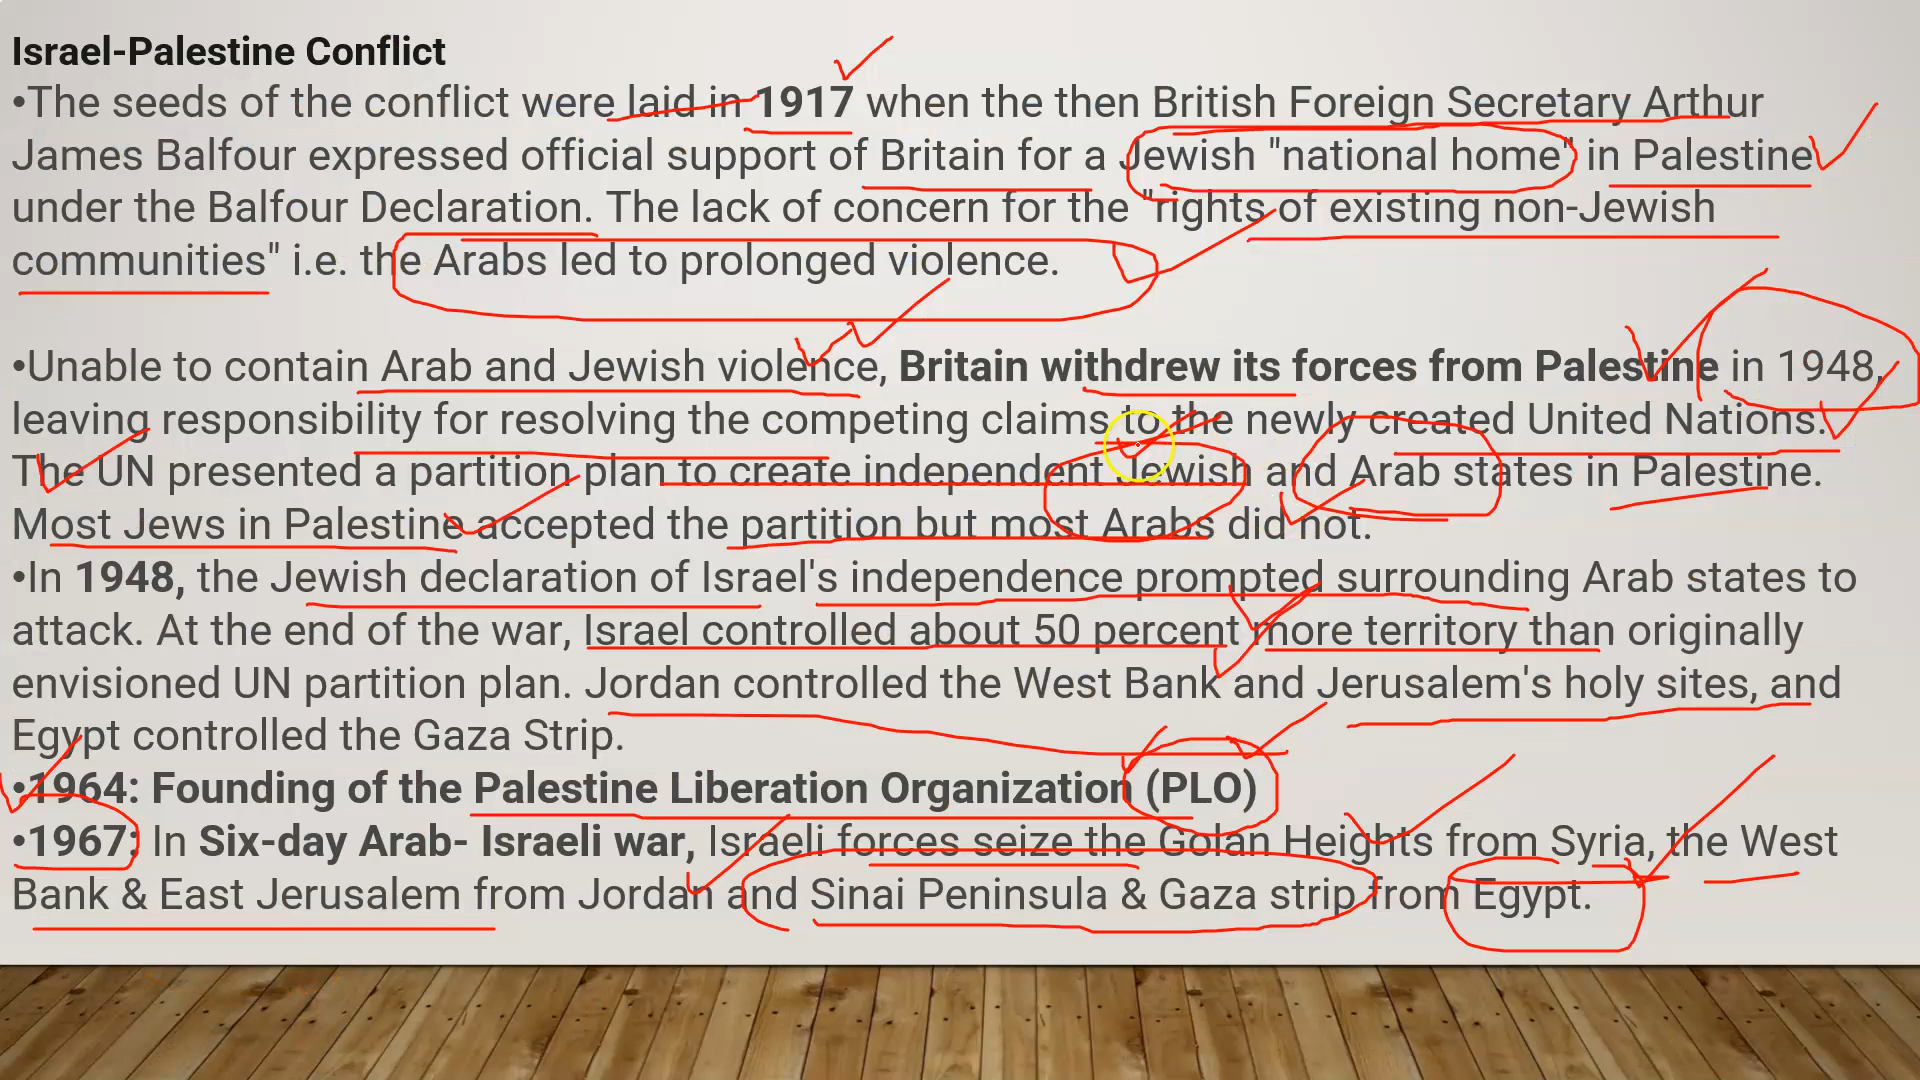 Israel-Palestine Conflict
•The seeds of the conflict were laid in 1917 when the then British Foreign Secretary Arthur
James Balfour expressed official support of Britain for a Jewish "national home" in Palestine
under the Balfour Declaration. The lack of concern for the "rights of existing non-Jewish
communities" i.e. the Arabs led to prolonged violence.
•Unable to contain Arab and Jewish violence, Britain withdrew its forces from Palestine in 1948,
leaving responsibility for resolving the competing claims to the newly created United Nations.
The UN presented a partition plan to create independent Jewish and Arab states in Palestine.
Most Jews in Palestine accepted the partition but most Arabs did not.
•In 1948, the Jewish declaration of Israel's independence prompted surrounding Arab states to
attack. At the end of the war, Israel controlled about 50 percent more territory than originally
envisioned UN partition plan. Jordan controlled the West Bank and Jerusalem's holy sites, and
Egypt controlled the Gaza Strip.
•1964: Founding of the Palestine Liberation Organization (PLO)
•1967: In Six-day Arab- Israeli war, Israeli forces seize the Golan Heights from Syria, the West
Bank & East Jerusalem from Jordan and Sinai Peninsula & Gaza strip from Egypt.